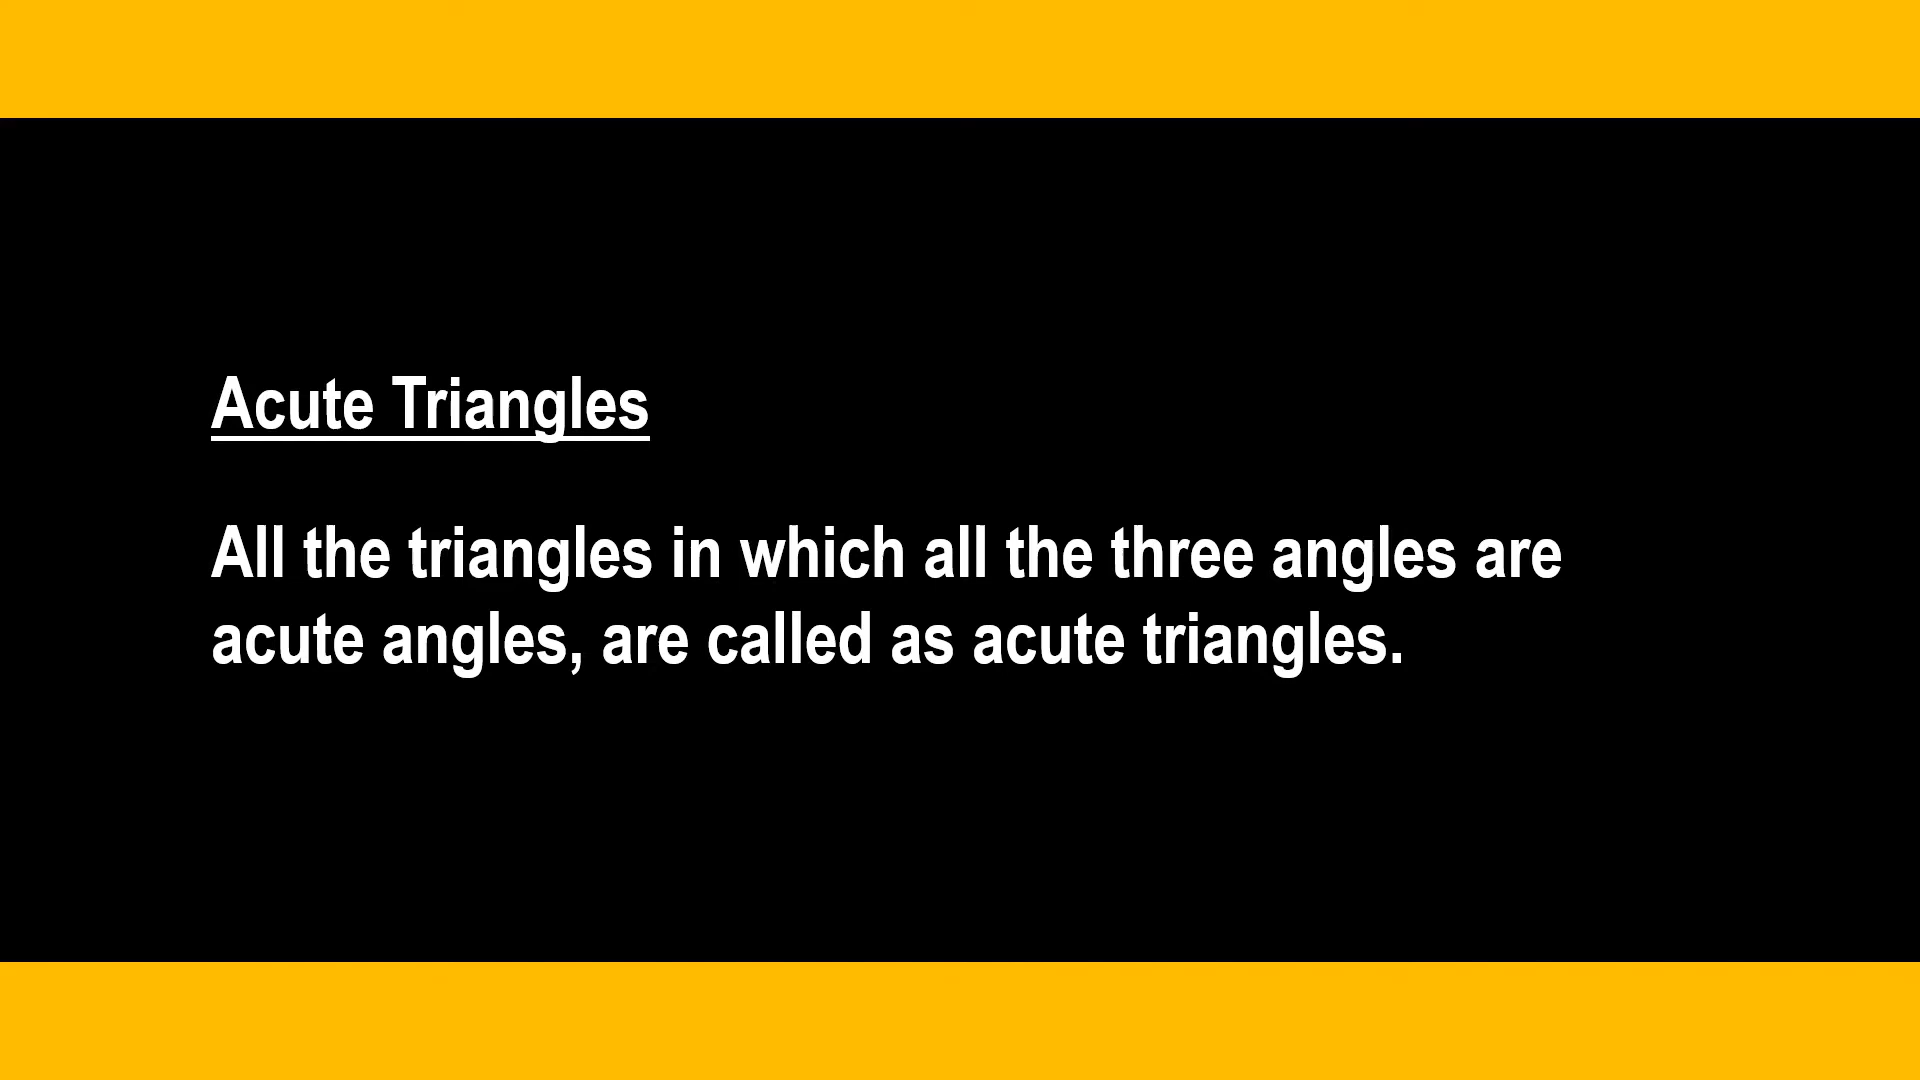 Acute Triangles
All the triangles in which all the three angles are
acute angles, are called as acute triangles.